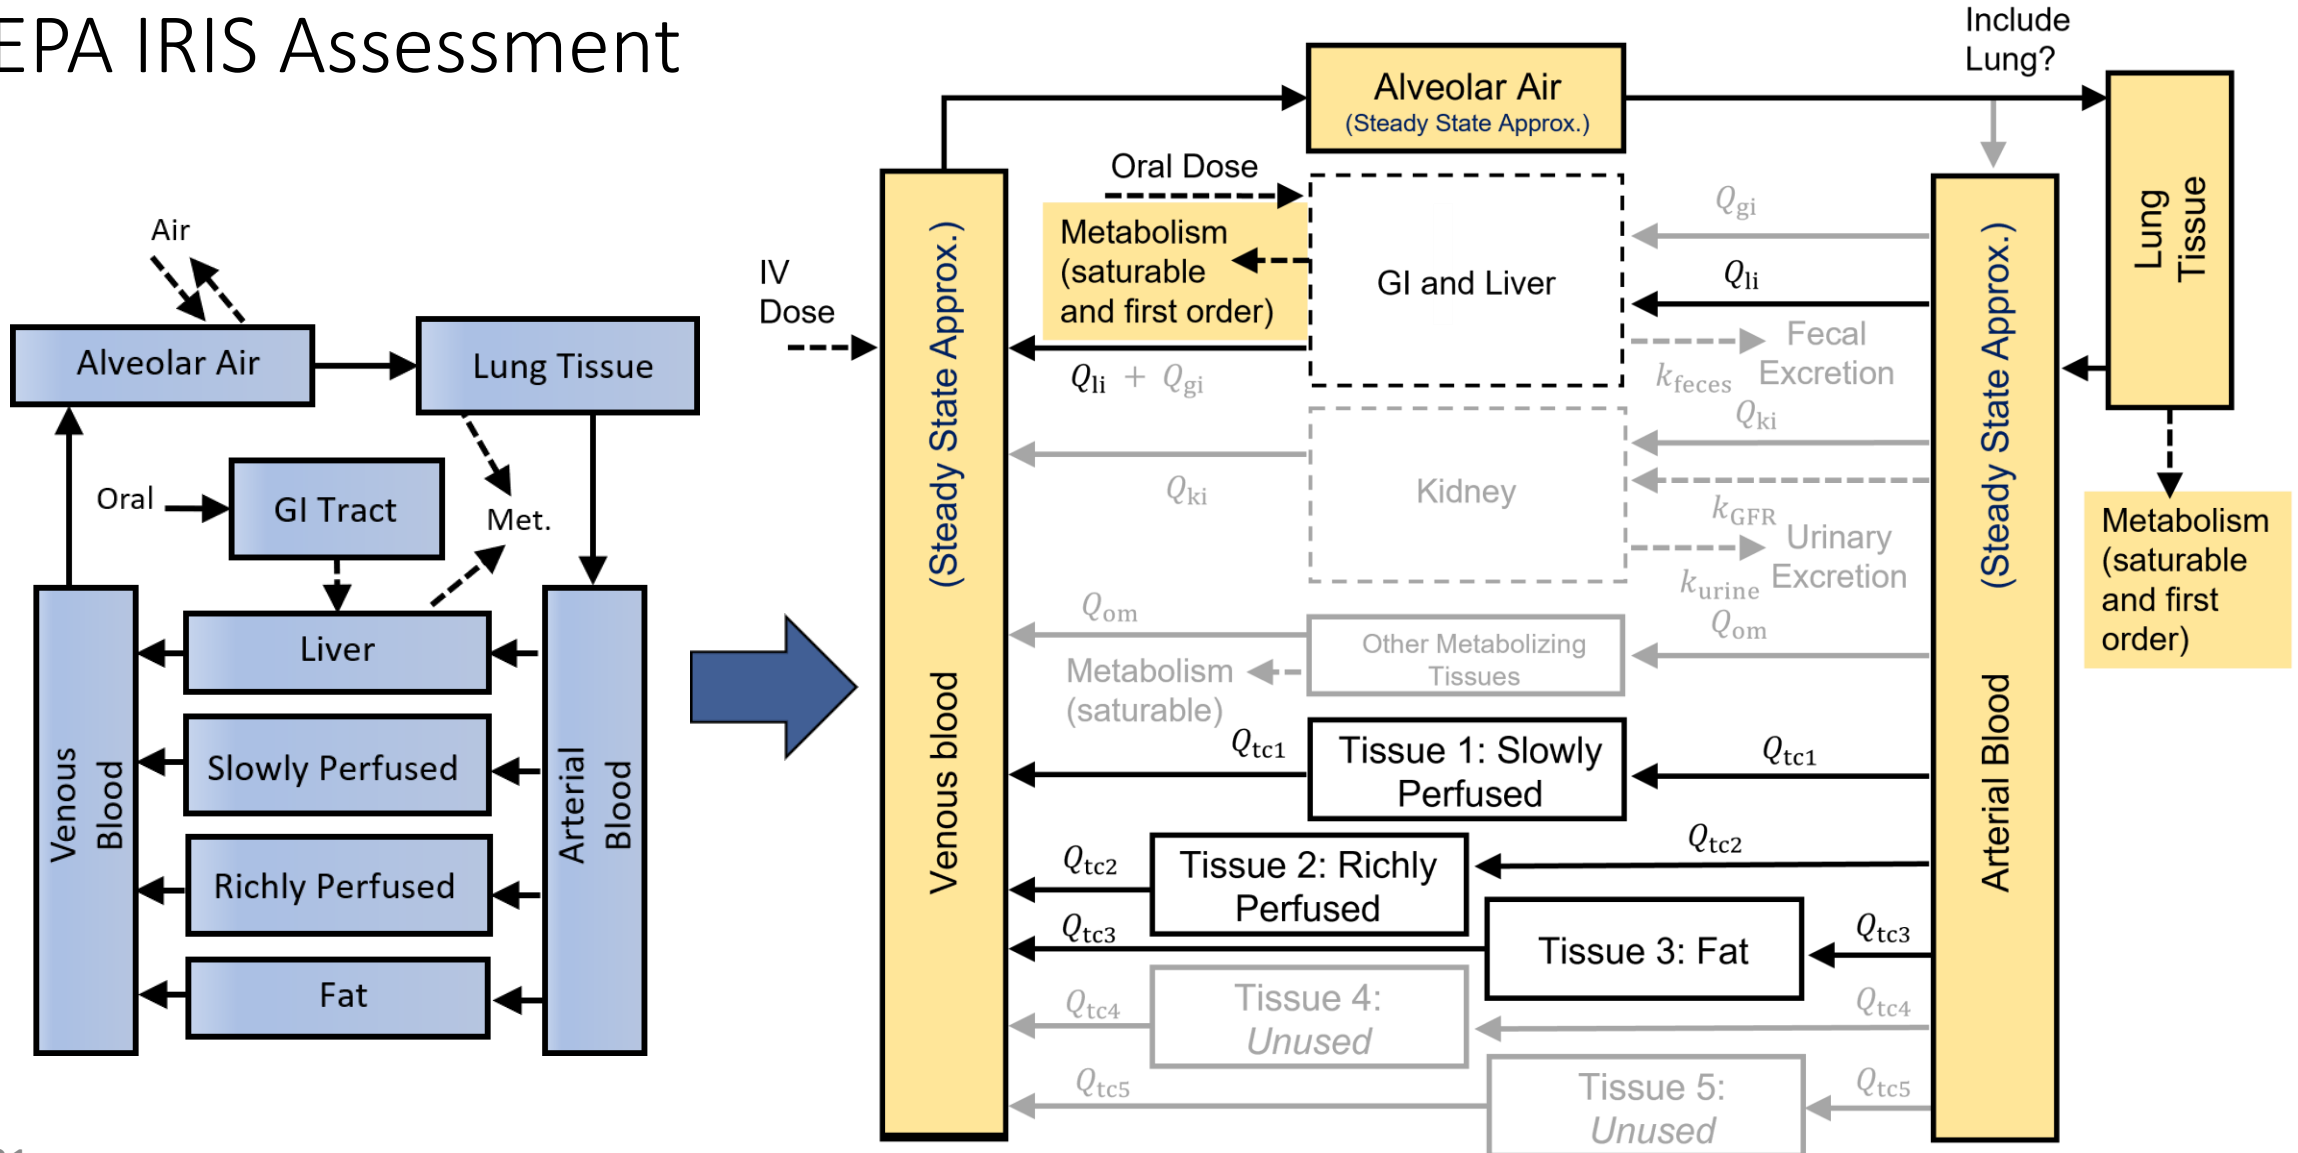 EPA IRIS Assessment
Air
Alveolar Air
Lung Tissue
Oral
GI Tract
Met.
Liver
Slowly Perfused
Richly Perfused
Fat
Venous
Blood
Arterial
Blood
Include
Lung?
Alveolar Air
(Steady State Approx.)
Lung
Tissue
Oral Dose
Metabolism
(saturable
and first order)
IV
Dose
GI and Liver
Qgi
Qli
Fecal
Excretion
kfeces
Qli + Qgi
Qki
Qki
Kidney
kGFR
Urinary
Excretion
kurine
Qom
Qom
Other Metabolizing
Tissues
Metabolism
(saturable)
Metabolism
(saturable
and first
order)
Qtc1
Tissue 1: Slowly
Perfused
Qtc1
Qtc2
Tissue 2: Richly
Perfused
Qtc2
Qtc3
Tissue 3: Fat
Qtc3
Qtc4
Tissue 4:
Unused
Qtc4
Qtc5
Tissue 5:
Unused
Qtc5
Venous blood (Steady State Approx.)
Arterial Blood (Steady State Approx.)